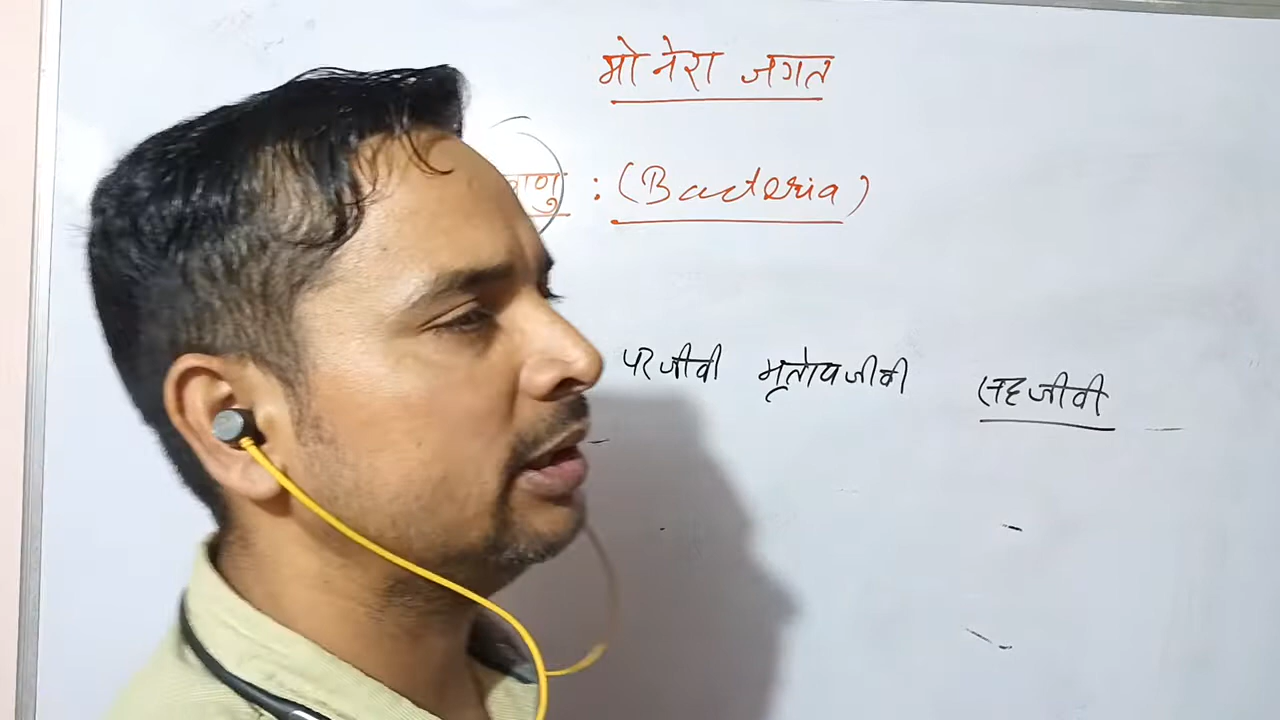 मोनेरा जगत
: (Bacteria)
परजीवी मृतोपजीवी सहजीवी